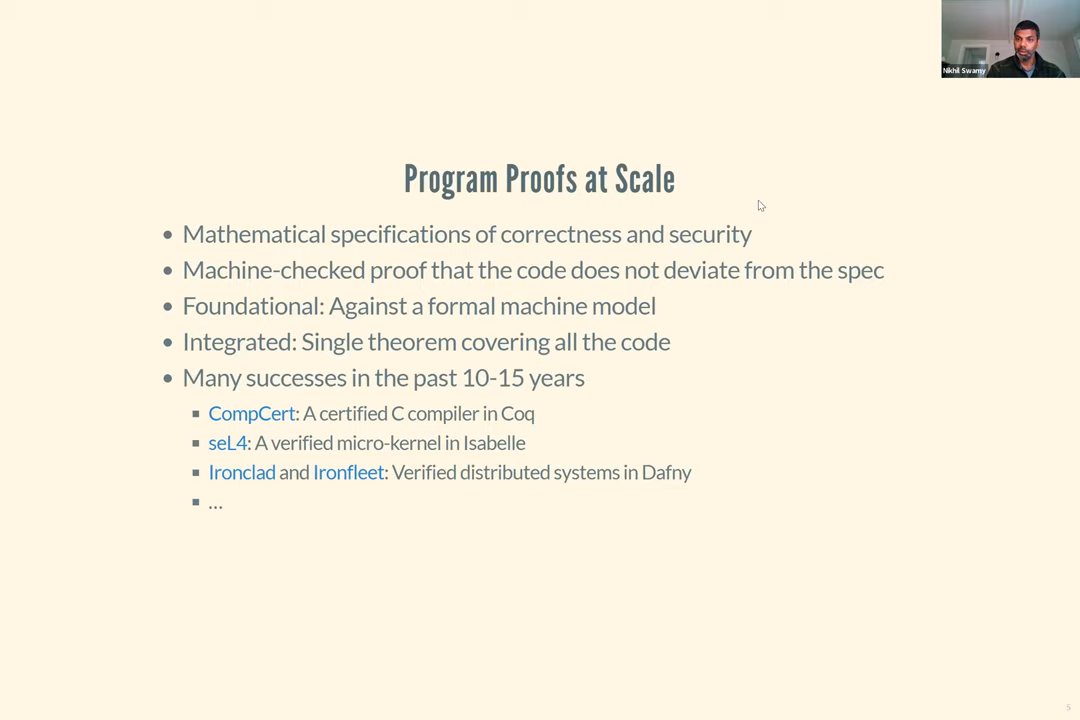 Nikhil Swamy
Program Proofs at Scale
• Mathematical specifications of correctness and security
• Machine-checked proof that the code does not deviate from the spec
• Foundational: Against a formal machine model
• Integrated: Single theorem covering all the code
• Many successes in the past 10-15 years
▪ CompCert: A certified C compiler in Coq
▪ seL4: A verified micro-kernel in Isabelle
▪ Ironclad and Ironfleet: Verified distributed systems in Dafny
▪ ...
5